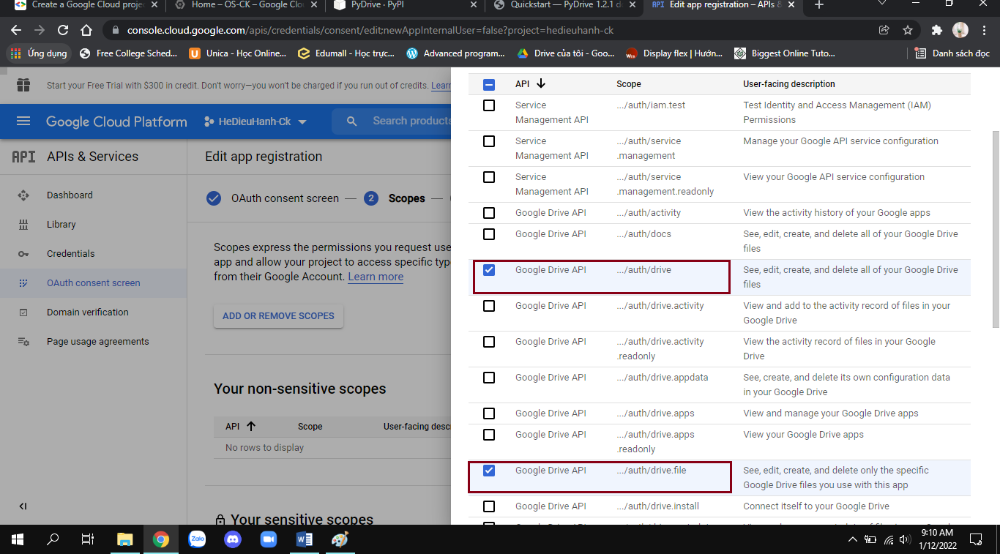 Create a Google Cloud projec
Home – OS-CK – Google Clou
PyDrive · PyPI
Quickstart — PyDrive 1.2.1 d
API Edit app registration – APIs &
console.cloud.google.com/apis/credentials/consent/edit;newAppInternalUser=false?project=hedieuhanh-ck
Ứng dụng
Free College Sched...
Unica - Học Onlin...
Edumall - Học trực...
Advanced program...
Drive của tôi - Goo...
Display flex | Hướn...
Biggest Online Tuto...
Danh sách đọc
Start your Free Trial with $300 in credit. Don't worry—you won't be charged if you run out of credits. Learn
Google Cloud Platform
HeDieuHanh-Ck
Search products
API APIs & Services
Dashboard
Library
Credentials
OAuth consent screen
Domain verification
Page usage agreements
Edit app registration
OAuth consent screen — 2 Scopes —
Scopes express the permissions you request use
app and allow your project to access specific typ
from their Google Account. Learn more
ADD OR REMOVE SCOPES
Your non-sensitive scopes
API Scope User-facing descr
No rows to display
Your sensitive scopes
API Scope User-facing description
Service Management API
.../auth/iam.test
Test Identity and Access Management (IAM) Permissions
Service Management API
.../auth/service.management
Manage your Google API service configuration
Service Management API
.../auth/service.management.readonly
View your Google API service configuration
Google Drive API .../auth/activity View the activity history of your Google apps
Google Drive API .../auth/docs See, edit, create, and delete all of your Google Drive
files
Google Drive API .../auth/drive See, edit, create, and delete all of your Google Drive
files
Google Drive API .../auth/drive.activity View and add to the activity record of files in your
Google Drive
Google Drive API .../auth/drive.activity.readonly View the activity record of files in your Google
Drive
Google Drive API .../auth/drive.appdata See, create, and delete its own configuration data
in your Google Drive
Google Drive API .../auth/drive.apps View and manage your Google Drive apps
Google Drive API .../auth/drive.apps.readonly View your Google Drive apps
Google Drive API .../auth/drive.file See, edit, create, and delete only the specific
Google Drive files you use with this app
Google Drive API .../auth/drive.install Connect itself to your Google Drive
Zalo
9:10 AM
1/12/2022